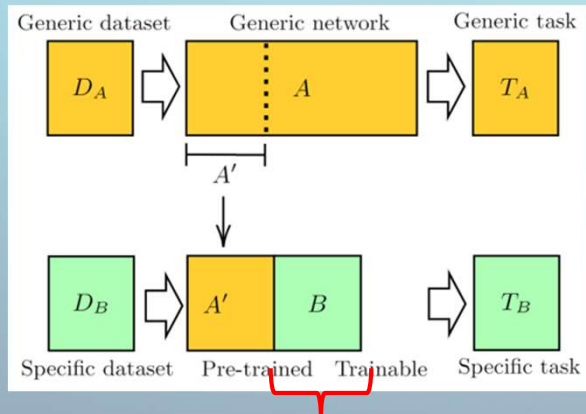 Generic dataset Generic network Generic task
D_A A T_A
A′
D_B A′ B T_B
Specific dataset Pre-trained Trainable Specific task